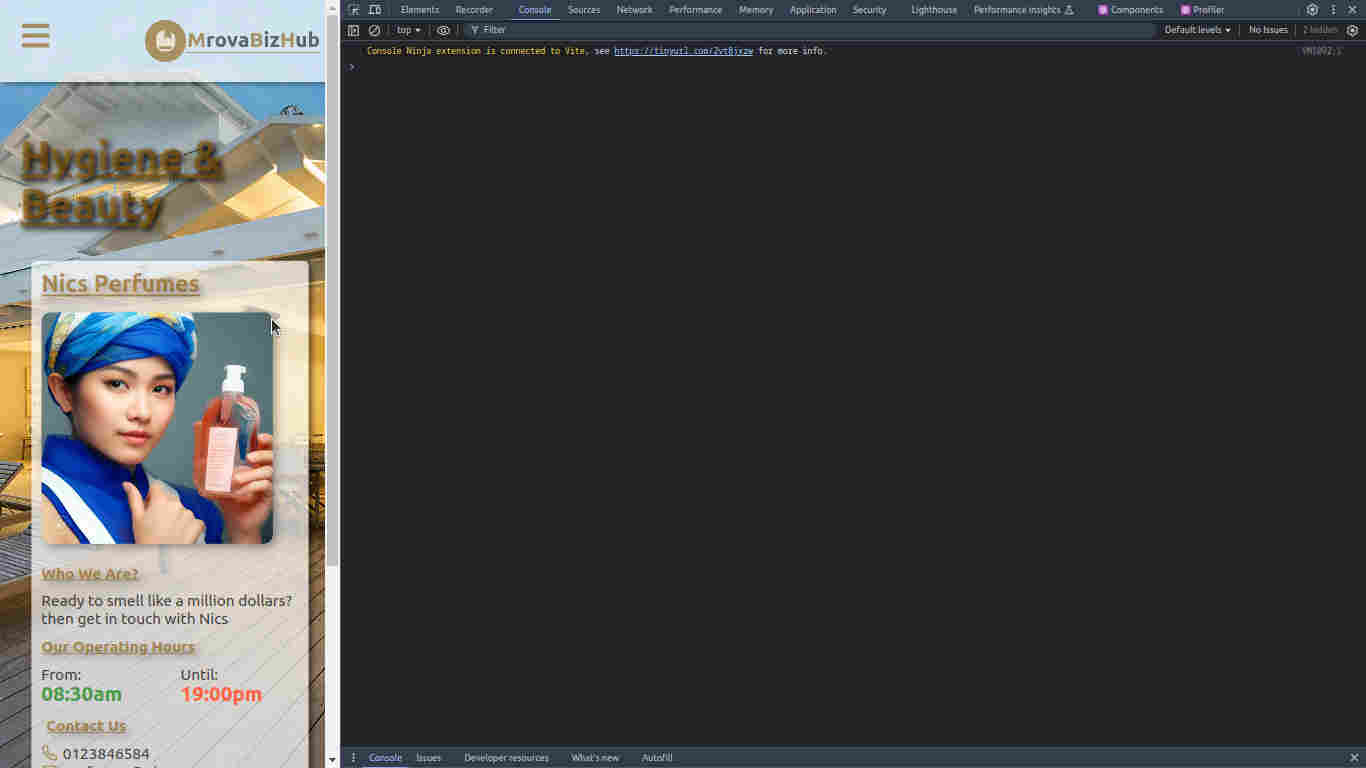 MrovaBizHub
Hygiene &
Beauty
Nics Perfumes
Who We Are?
Ready to smell like a million dollars?
then get in touch with Nics
Our Operating Hours
From: Until:
08:30am 19:00pm
Contact Us
0123846584
Elements Recorder Console Sources Network Performance Memory Application Security Lighthouse Performance insights Components Profiler
top Filter Default levels No Issues 2 hidden
Console Ninja extension is connected to Vite, see https://tinyurl.com/2vt8jxzw for more info.
Console Issues Developer resources What's new Autofill